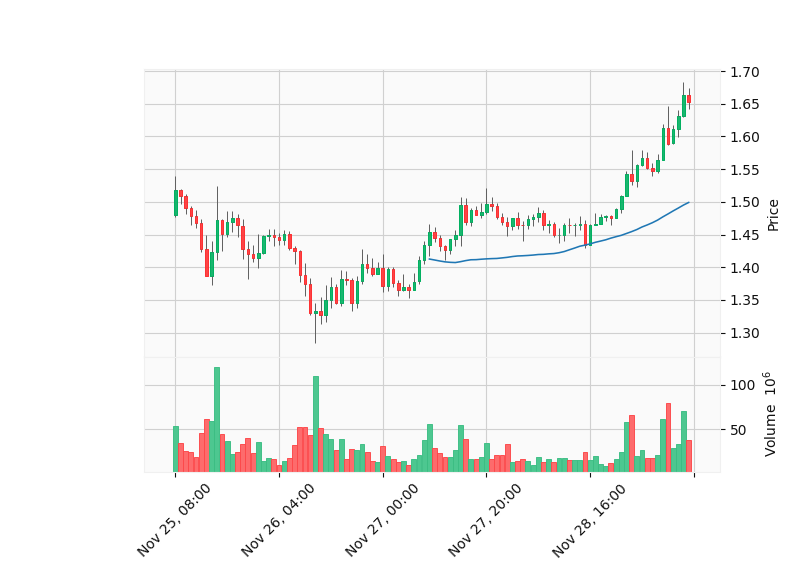 1.70
1.65
1.60
1.55
1.50
1.45
1.40
1.35
1.30
Price
100
50
Volume 10^6
Nov 25, 08:00
Nov 26, 04:00
Nov 27, 00:00
Nov 27, 20:00
Nov 28, 16:00